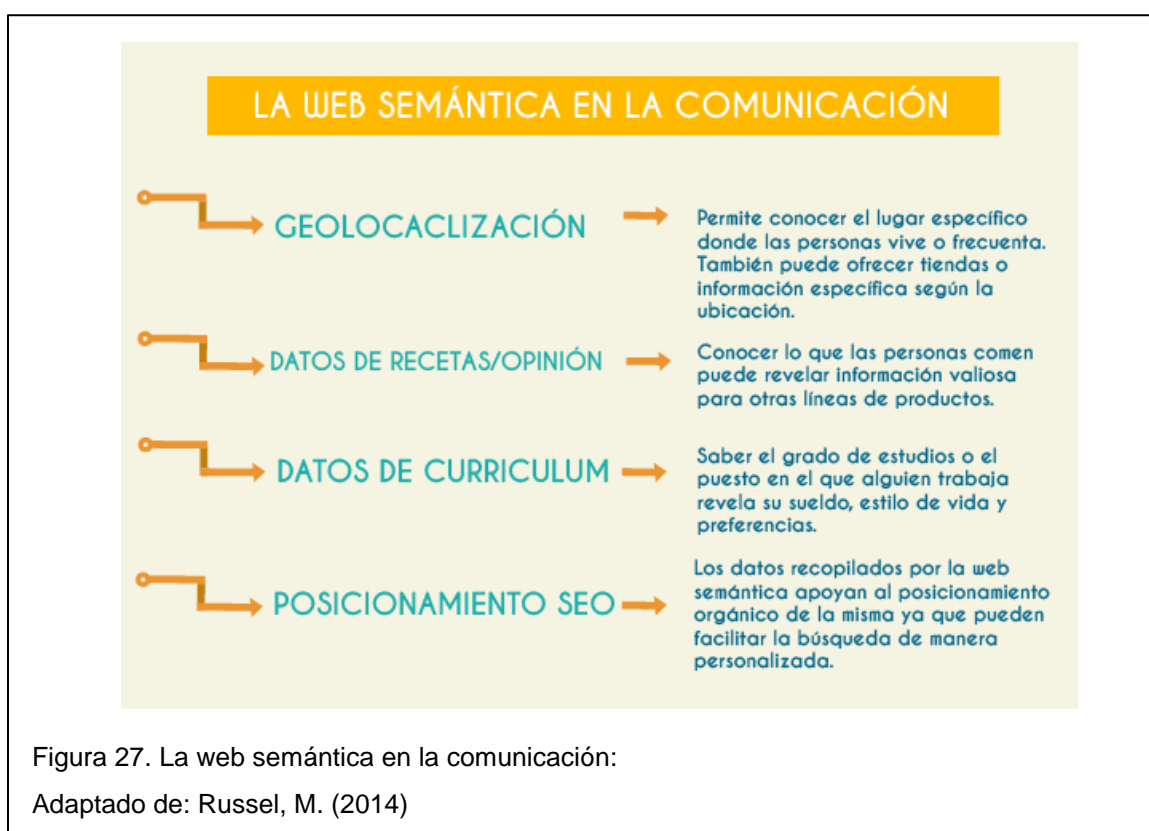 LA WEB SEMÁNTICA EN LA COMUNICACIÓN
GEOLOCACLIZACIÓN
Permite conocer el lugar específico
donde las personas vive o frecuenta.
También puede ofrecer tiendas o
información específica según la
ubicación.
DATOS DE RECETAS/OPINIÓN
Conocer lo que las personas comen
puede revelar información valiosa
para otras líneas de productos.
DATOS DE CURRICULUM
Saber el grado de estudios o el
puesto en el que alguien trabaja
revela su sueldo, estilo de vida y
preferencias.
POSICIONAMIENTO SEO
Los datos recopilados por la web
semántica apoyan al posicionamiento
orgánico de la misma ya que pueden
facilitar la búsqueda de manera
personalizada.
Figura 27. La web semántica en la comunicación:
Adaptado de: Russel, M. (2014)